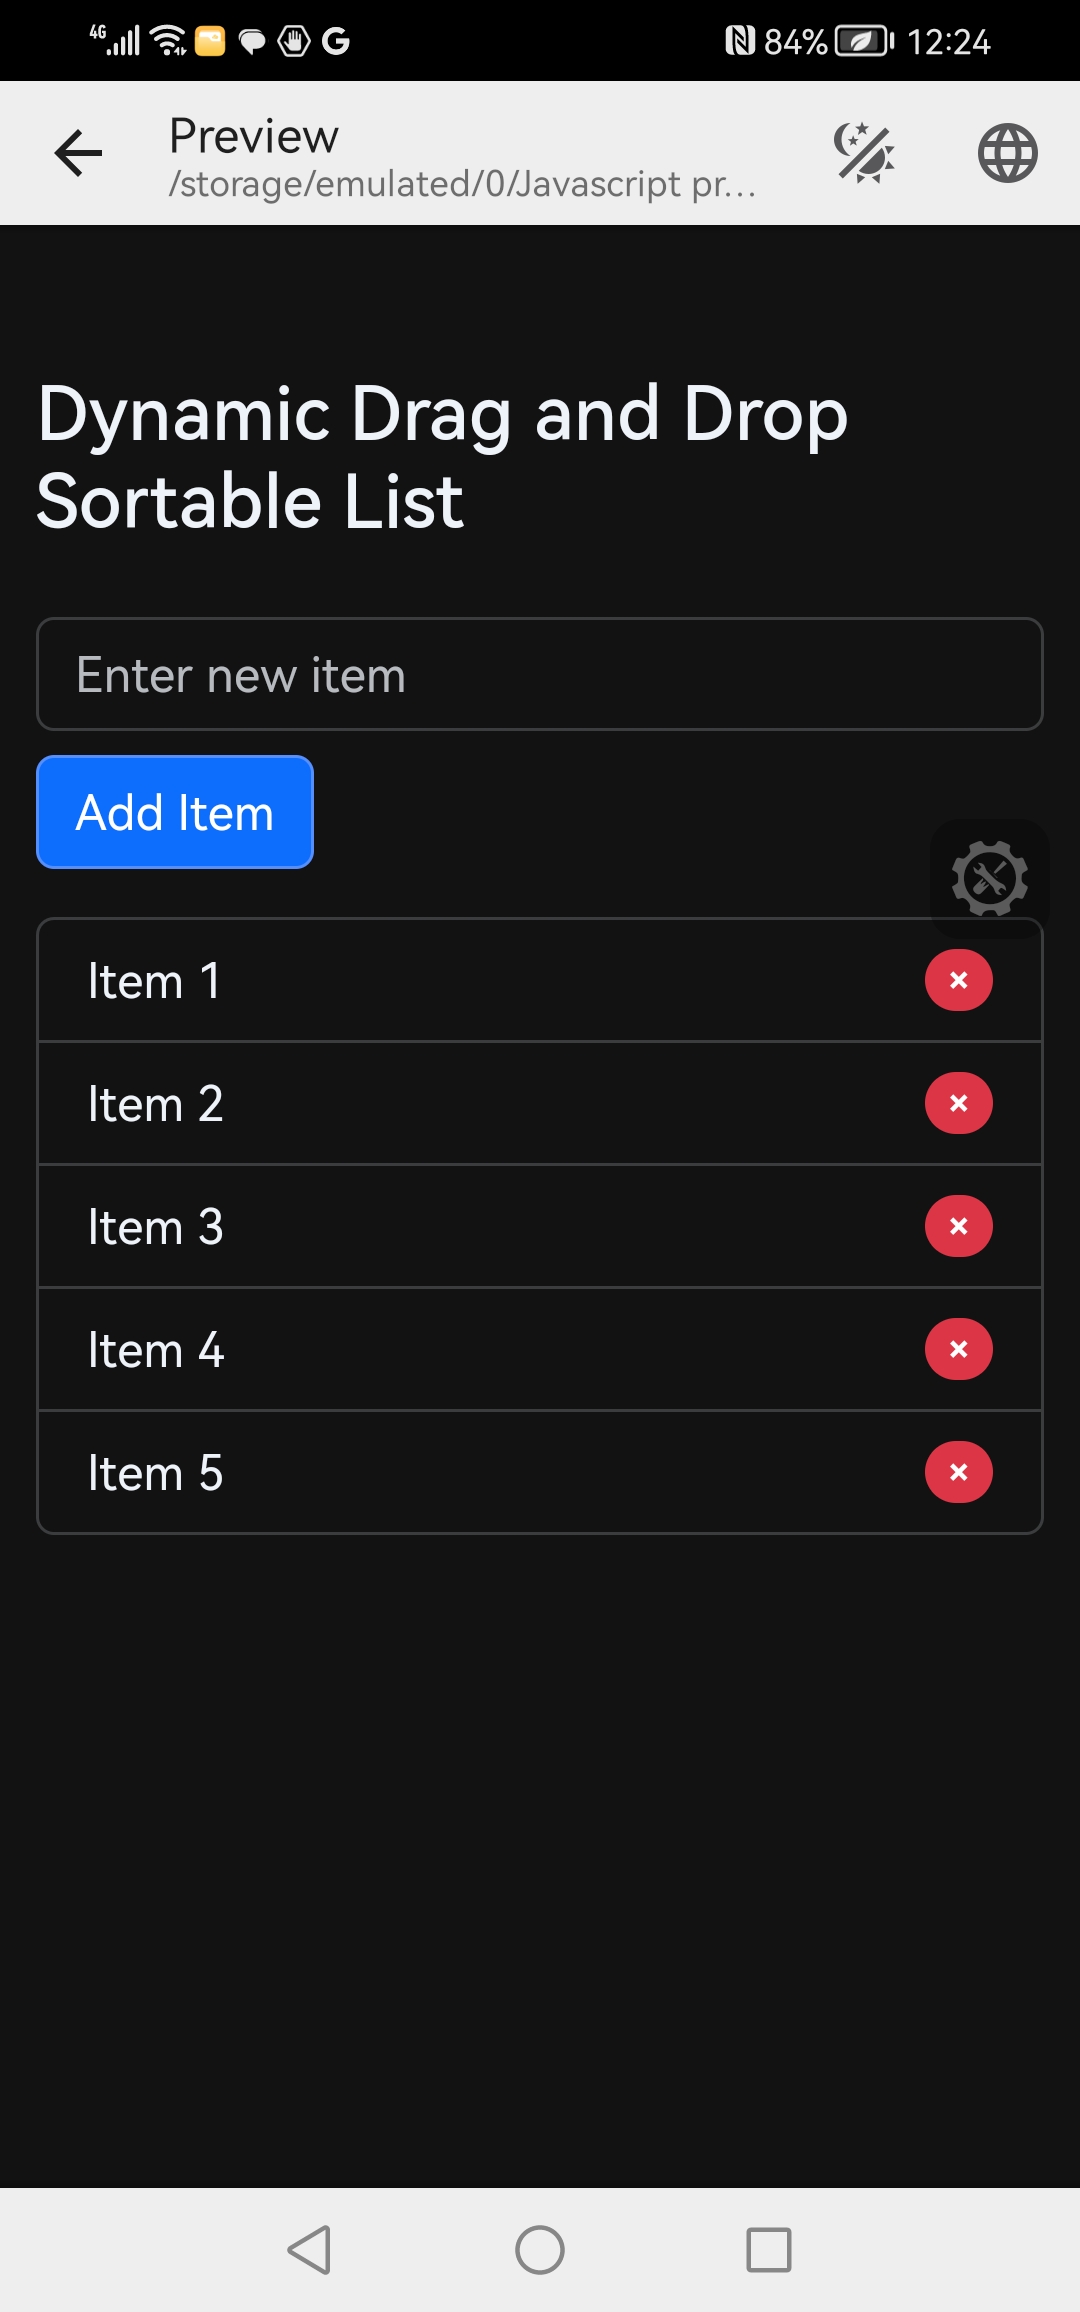 4G 84% 12:24
Preview
/storage/emulated/0/Javascript pr...
Dynamic Drag and Drop
Sortable List
Enter new item
Add Item
Item 1 ×
Item 2 ×
Item 3 ×
Item 4 ×
Item 5 ×